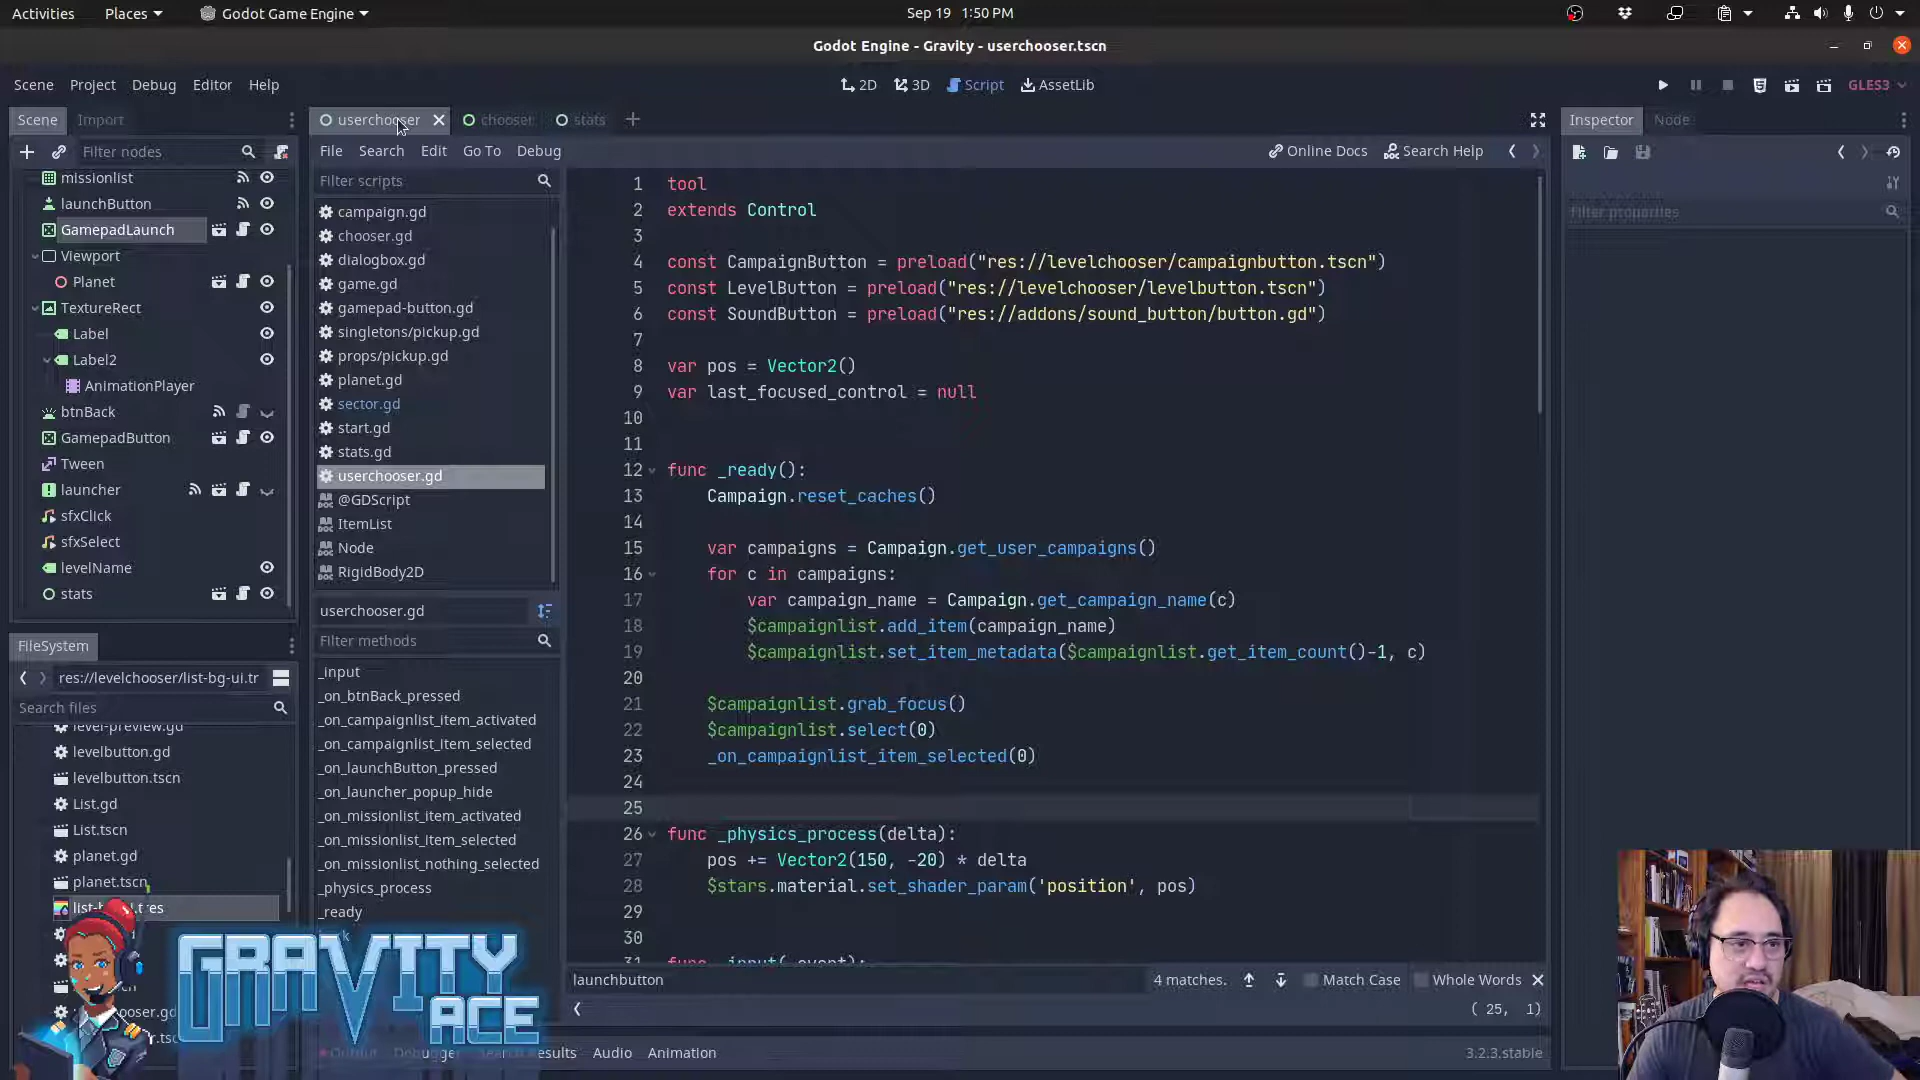 Activities
Places
Godot Game Engine
Sep 19 1:50 PM
Godot Engine - Gravity - userchooser.tscn
Scene
Project
Debug
Editor
Help
2D
3D
Script
AssetLib
GLES3
Scene
Import
userchooser
chooser
stats
Inspector
Node
Filter nodes
File
Search
Edit
Go To
Debug
Online Docs
Search Help
missionlist
launchButton
GamepadLaunch
Viewport
Planet
TextureRect
Label
Label2
AnimationPlayer
btnBack
GamepadButton
Tween
launcher
sfxClick
sfxSelect
levelName
stats
FileSystem
res://levelchooser/list-bg-ui.tr
Search files
level-preview.gd
levelbutton.gd
levelbutton.tscn
List.gd
List.tscn
planet.gd
planet.tscn
Filter scripts
campaign.gd
chooser.gd
dialogbox.gd
game.gd
gamepad-button.gd
singletons/pickup.gd
props/pickup.gd
planet.gd
sector.gd
start.gd
stats.gd
userchooser.gd
@GDScript
ItemList
Node
RigidBody2D
userchooser.gd
Filter methods
_input
_on_btnBack_pressed
_on_campaignlist_item_activated
_on_campaignlist_item_selected
_on_launchButton_pressed
_on_launcher_popup_hide
_on_missionlist_item_activated
_on_missionlist_item_selected
_on_missionlist_nothing_selected
_physics_process
_ready
1 tool
2 extends Control
3
4 const CampaignButton = preload("res://levelchooser/campaignbutton.tscn")
5 const LevelButton = preload("res://levelchooser/levelbutton.tscn")
6 const SoundButton = preload("res://addons/sound_button/button.gd")
7
8 var pos = Vector2()
9 var last_focused_control = null
10
11
12 func _ready():
13 Campaign.reset_caches()
14
15 var campaigns = Campaign.get_user_campaigns()
16 for c in campaigns:
17 var campaign_name = Campaign.get_campaign_name(c)
18 $campaignlist.add_item(campaign_name)
19 $campaignlist.set_item_metadata($campaignlist.get_item_count()-1, c)
20
21 $campaignlist.grab_focus()
22 $campaignlist.select(0)
23 _on_campaignlist_item_selected(0)
24
25
26 func _physics_process(delta):
27 pos += Vector2(150, -20) * delta
28 $stars.material.set_shader_param('position', pos)
29
30
31 func _input(_event):
launchbutton
4 matches.
Match Case
Whole Words
( 25, 1)
Audio
Animation
3.2.3.stable
Filter properties
GRAVITY
ACE